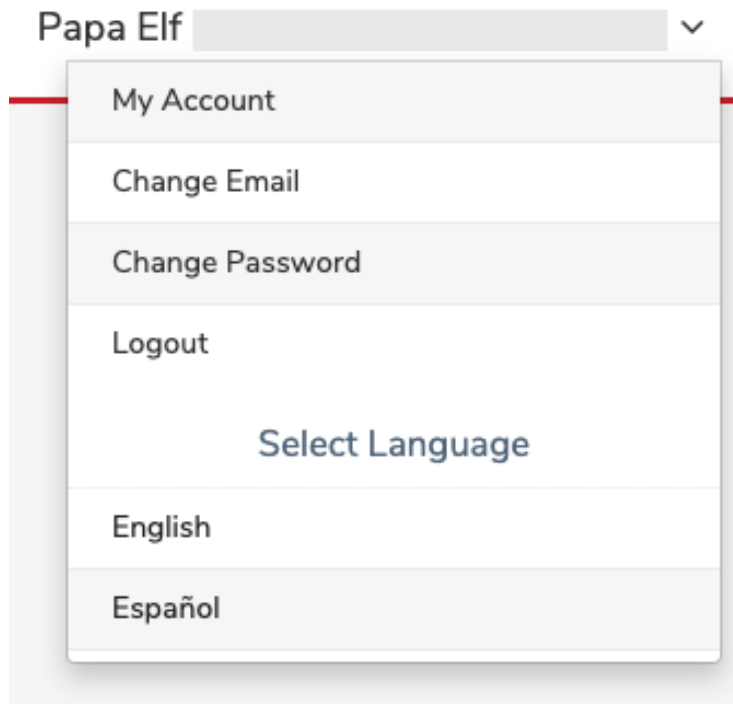 Papa Elf
My Account
Change Email
Change Password
Logout
Select Language
English
Español